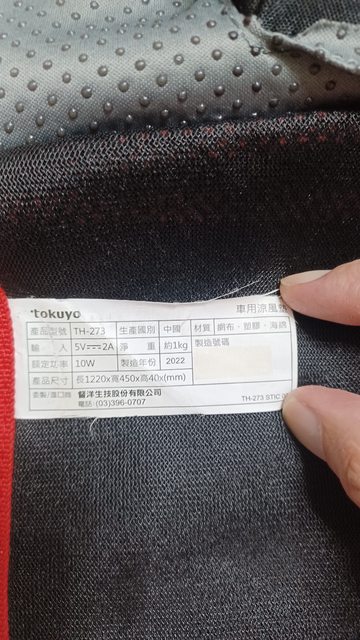 tokuyo 車用涼風墊
產品型號 TH-273 生產國別 中國 材質 網布、塑膠、海綿
輸入 5V⎓2A 淨重 約1kg 製造號碼
額定功率 10W 製造年份 2022
產品尺寸 長1220x寬450x高40x(mm)
委製/進口商 督洋生技股份有限公司
電話:(03)396-0707
TH-273 STIC